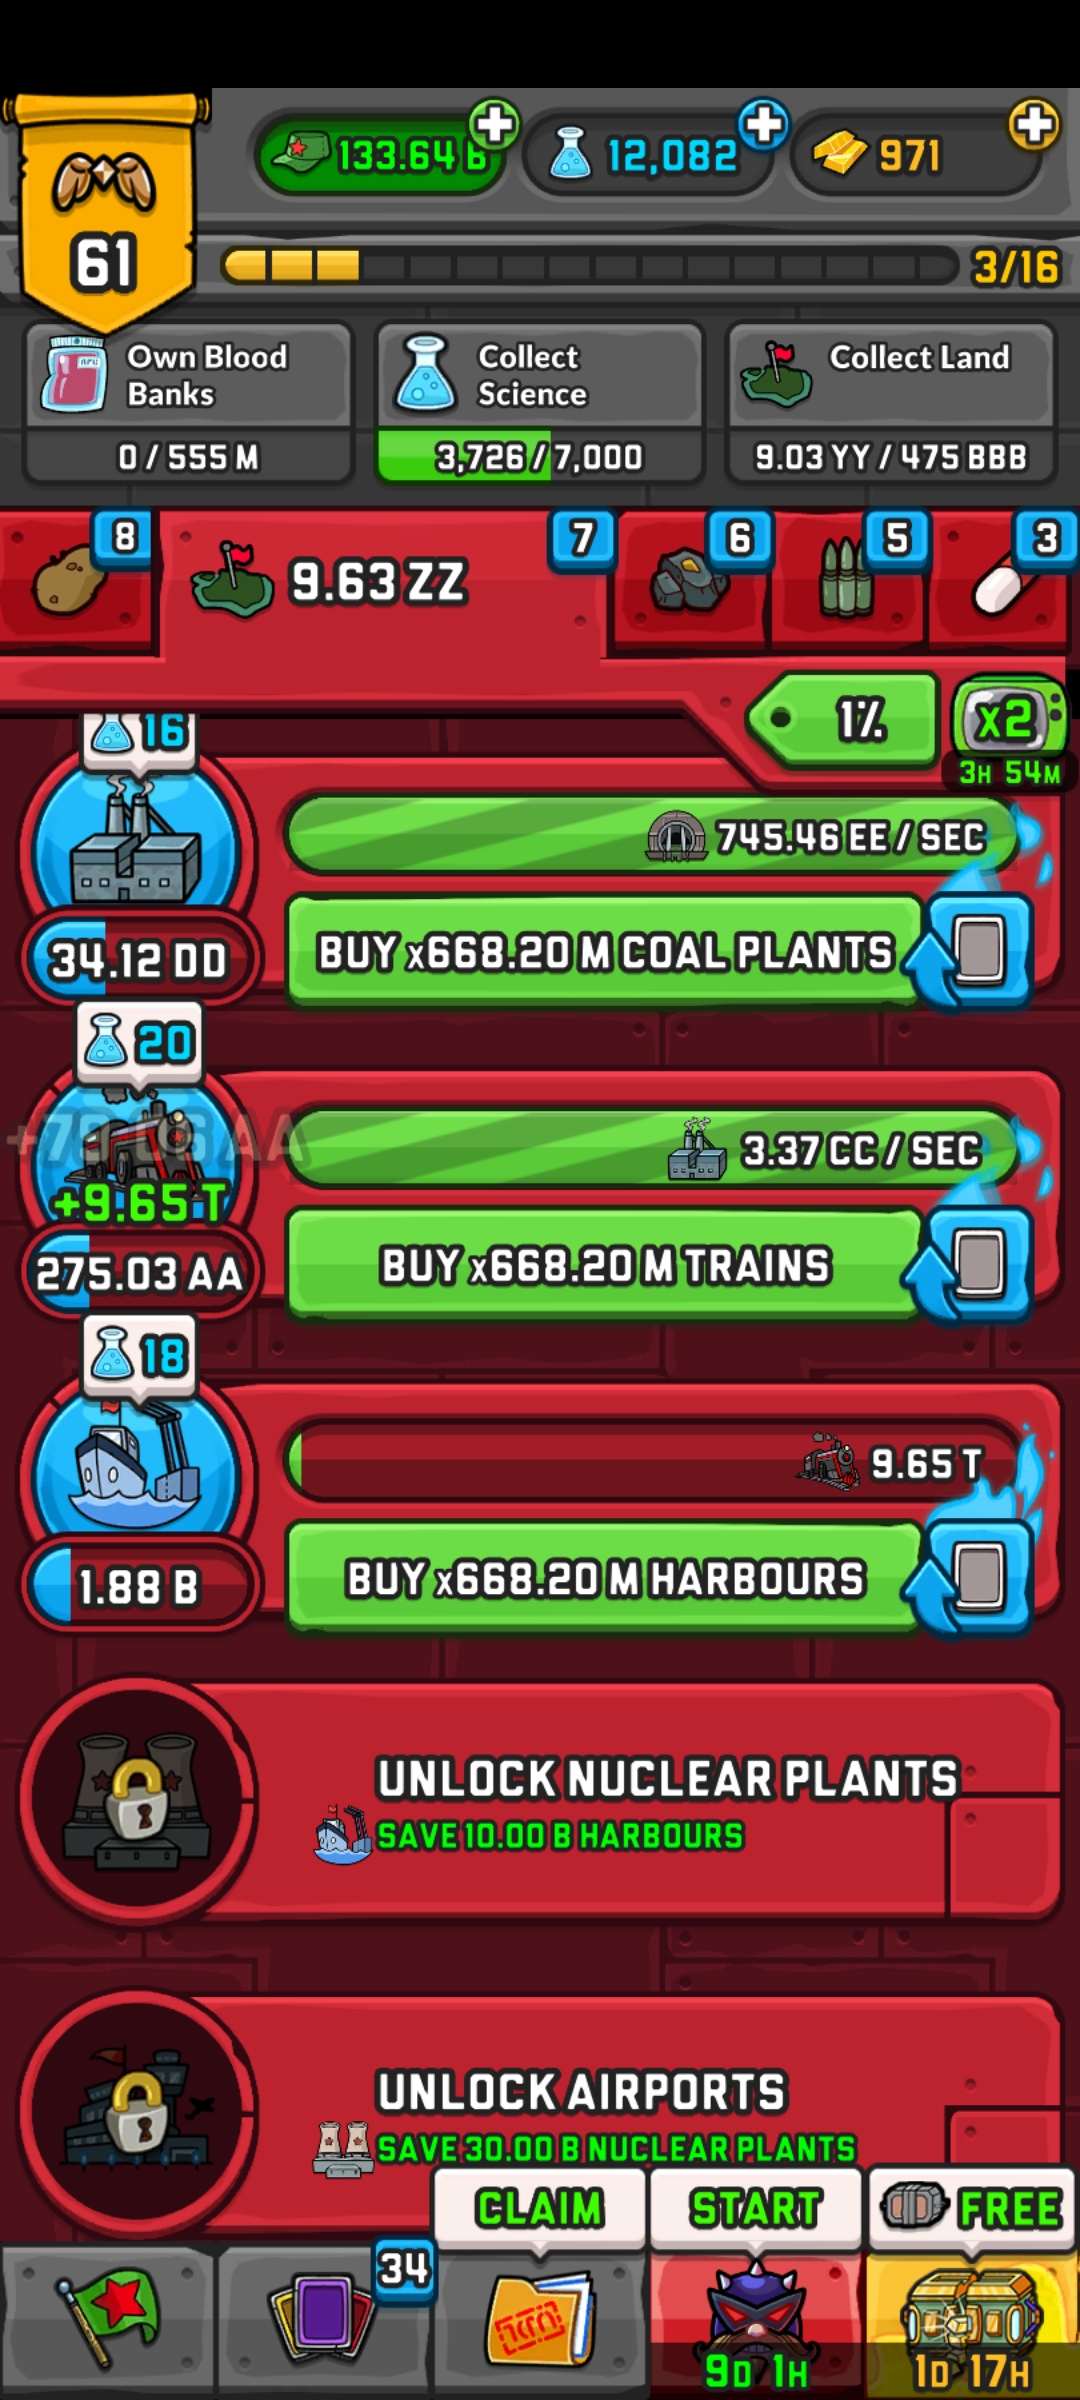 133.64 B
12,082
971
61
3/16
Own Blood
Banks
0 / 555 M
Collect
Science
3,726 / 7,000
Collect Land
9.03 YY / 475 BBB
8
9.63 ZZ
7
6
5
3
1%
x2
3H 54M
16
745.46 EE / SEC
34.12 DD
BUY x668.20 M COAL PLANTS
20
3.37 CC / SEC
+9.65 T
275.03 AA
BUY x668.20 M TRAINS
18
9.65 T
1.88 B
BUY x668.20 M HARBOURS
UNLOCK NUCLEAR PLANTS
SAVE 10.00 B HARBOURS
UNLOCK AIRPORTS
SAVE 30.00 B NUCLEAR PLANTS
CLAIM
START
FREE
34
9D 1H
1D 17H